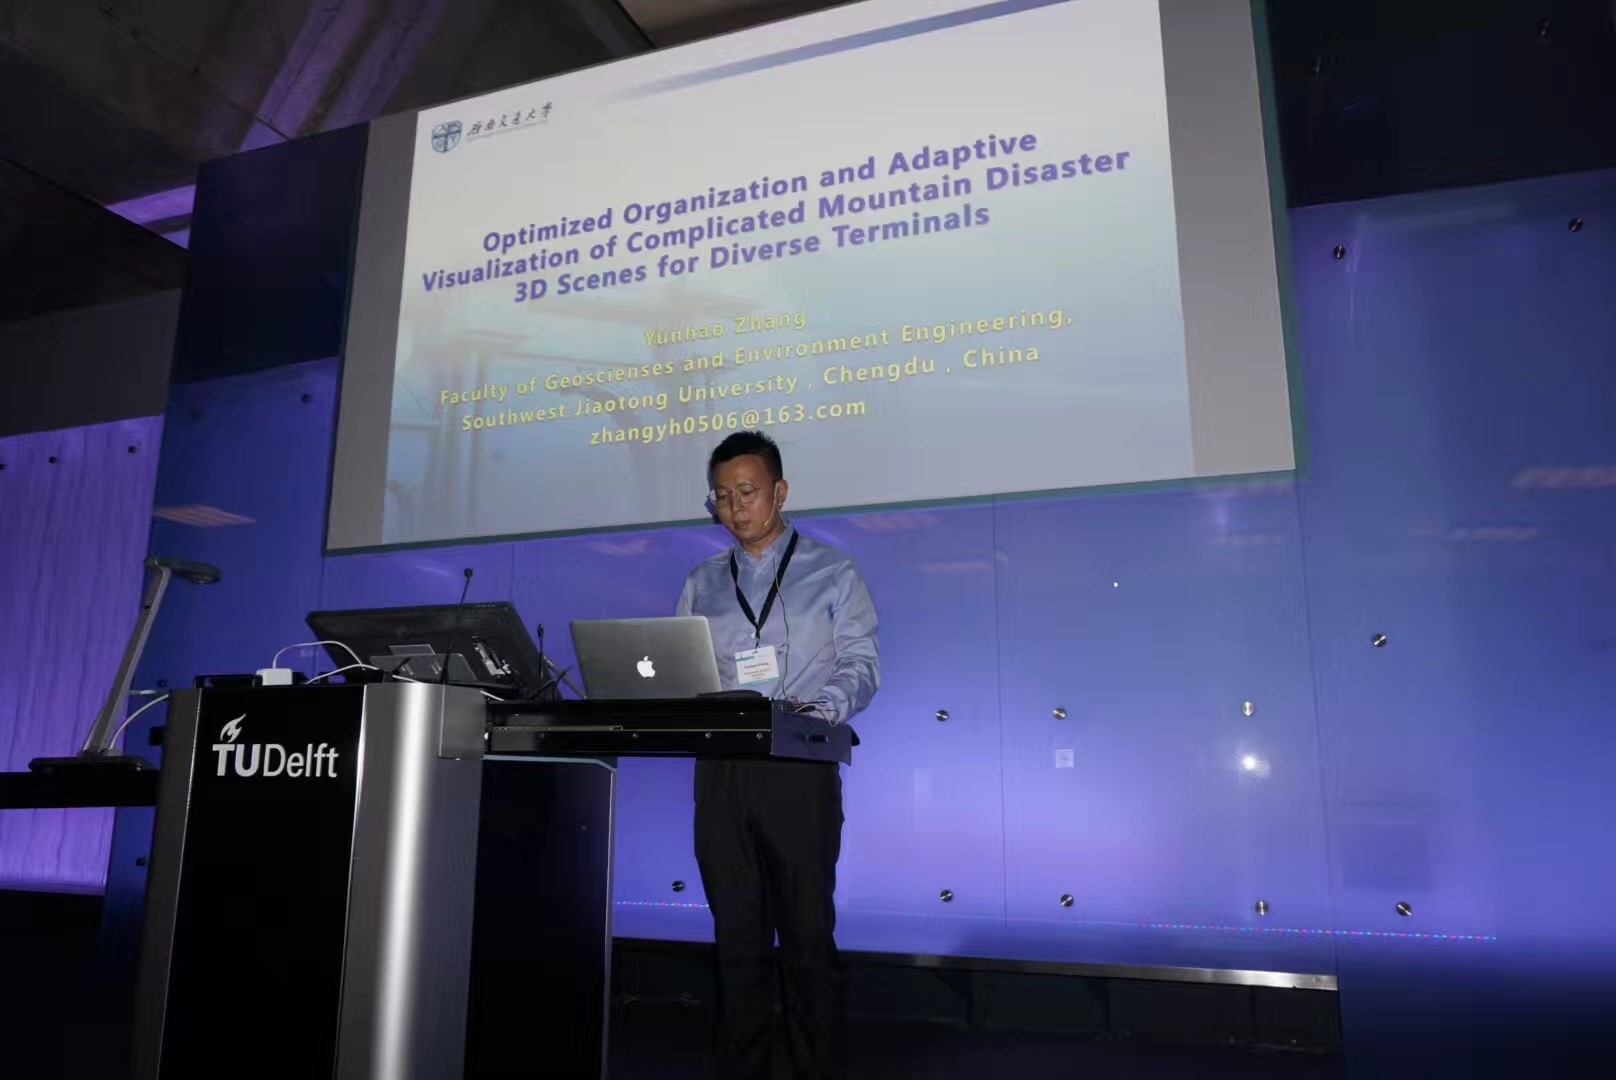 西南交通大学
Optimized Organization and Adaptive
Visualization of Complicated Mountain Disaster
3D Scenes for Diverse Terminals
Yunhao Zhang
Faculty of Geosciences and Environment Engineering,
Southwest Jiaotong University , Chengdu , China
zhangyh0506@163.com
TUDelft